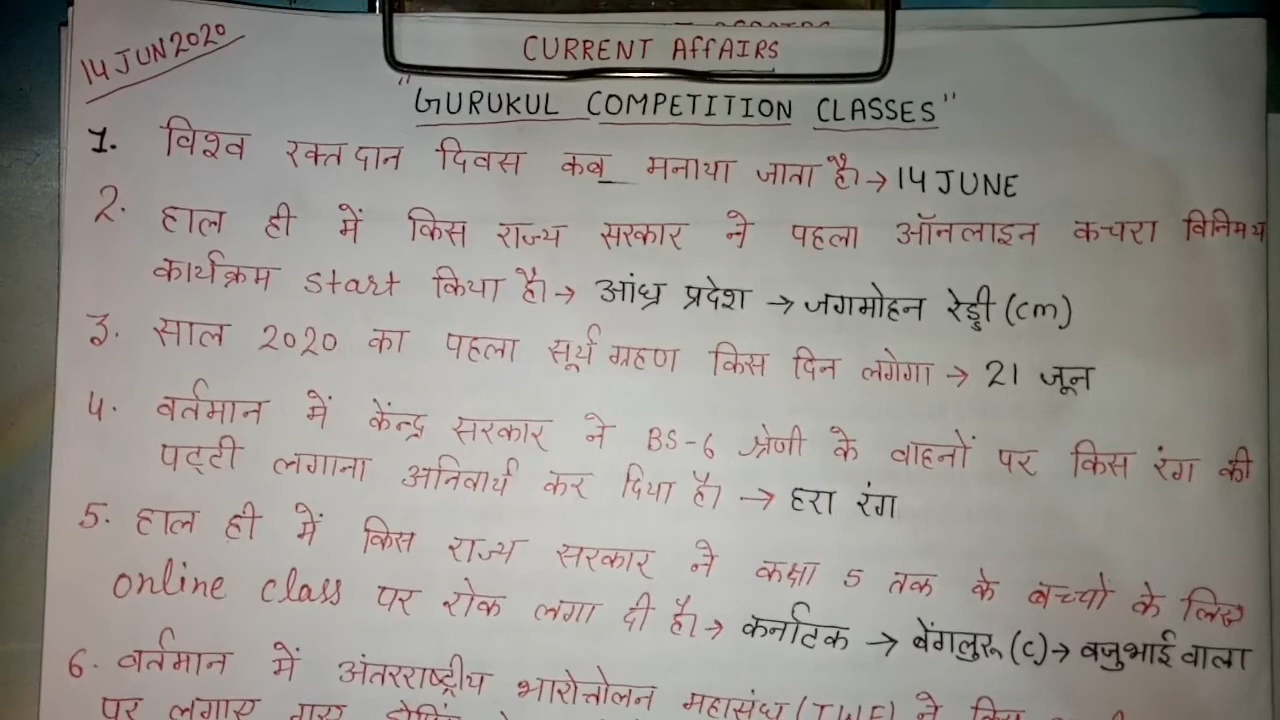 14 JUN 2020
CURRENT AffAIRS
"GURUKUL COMPETITION CLASSES"
1. विश्व रक्तदान दिवस कब मनाया जाता है। → 14 JUNE
2. हाल ही में किस राज्य सरकार ने पहला ऑनलाइन कचरा विनिमय
कार्यक्रम start किया है। → आंध्र प्रदेश → जगमोहन रेड्डी (cm)
3. साल 2020 का पहला सूर्य ग्रहण किस दिन लगेगा → 21 जून
4. वर्तमान में केंन्द्र सरकार ने BS-6 श्रेणी के वाहनों पर किस रंग की
पट्टी लगाना अनिवार्य कर दिया है। → हरा रंग
5. हाल ही में किस राज्य सरकार ने कक्षा 5 तक के बच्चों के लिए
online class पर रोक लगा दी है। → कर्नाटक → बेंगलुरू (c) → वजुभाई वाला
6. वर्तमान में अंतरराष्ट्रीय भारोत्तोलन महासंघ (IWF) ने
पर लगाए